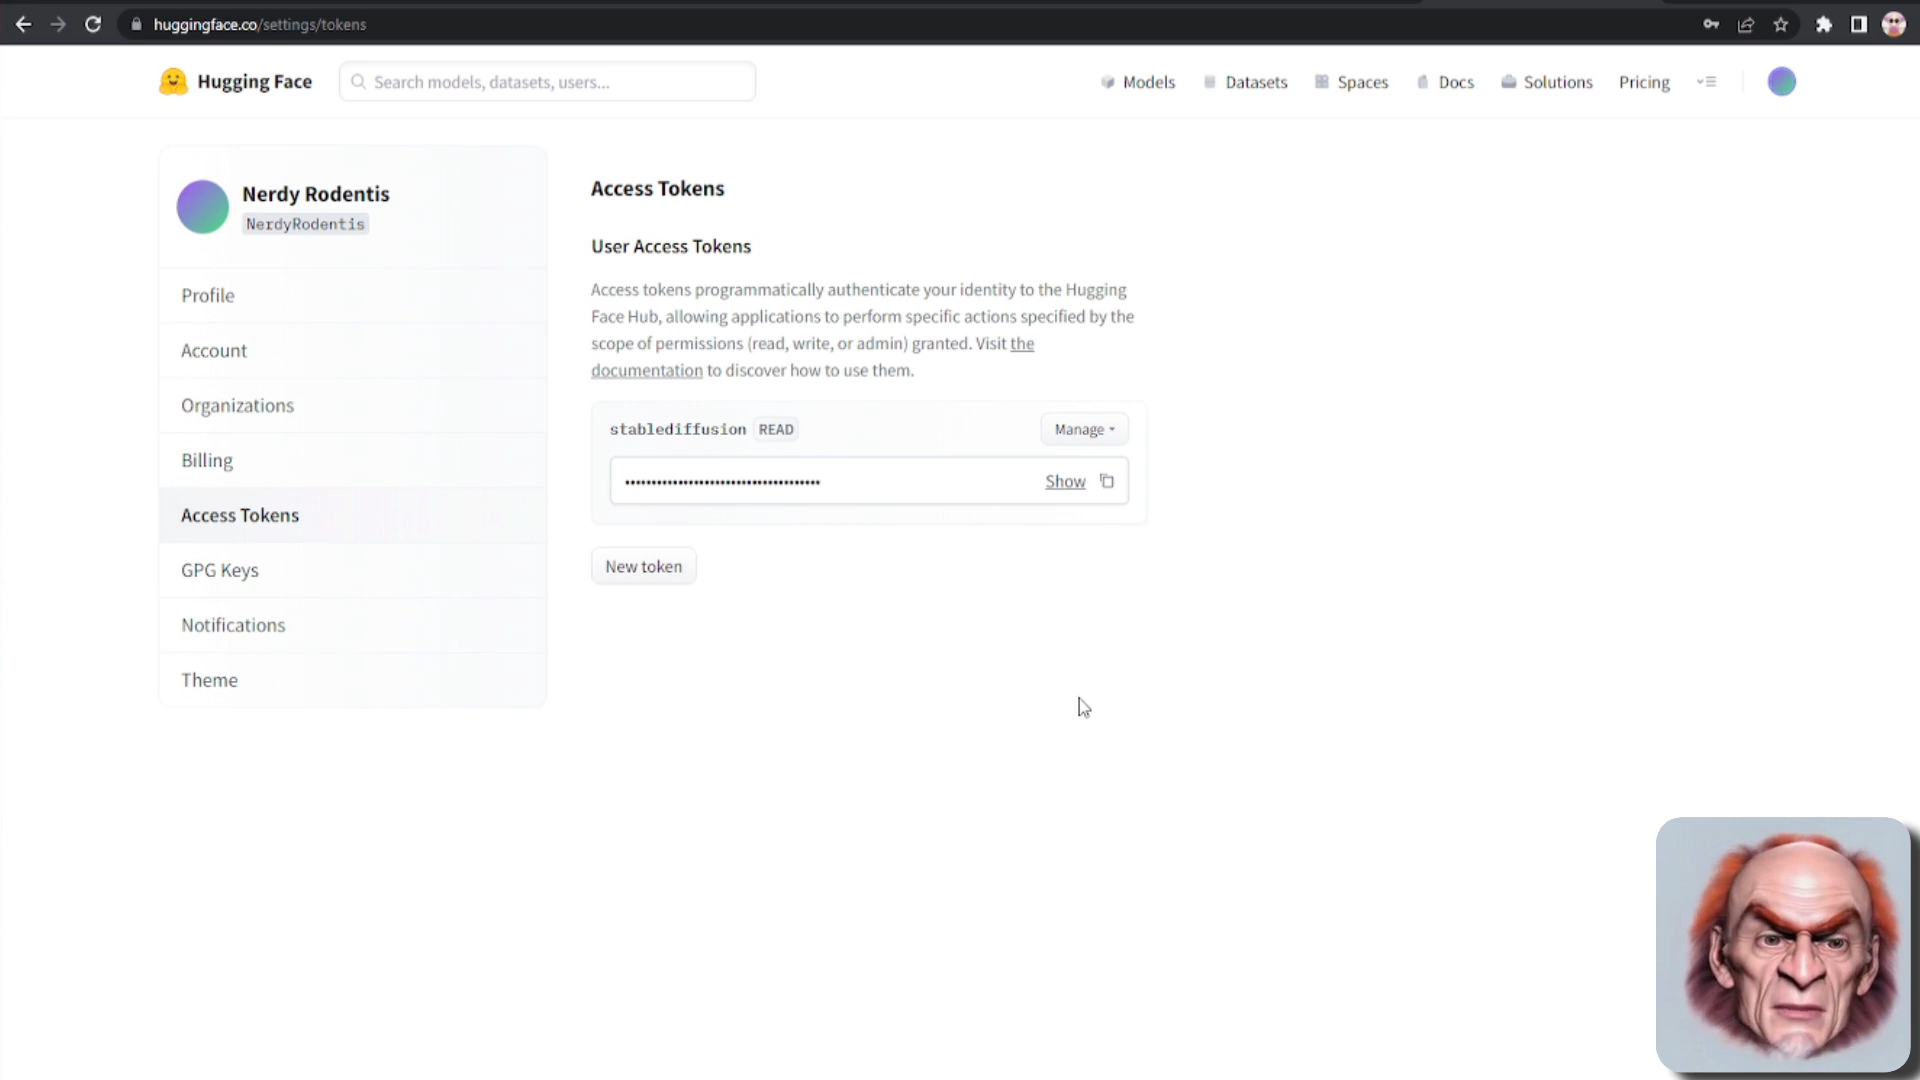 huggingface.co/settings/tokens
Hugging Face
Search models, datasets, users...
Models
Datasets
Spaces
Docs
Solutions
Pricing
Nerdy Rodentis
NerdyRodentis
Profile
Account
Organizations
Billing
Access Tokens
GPG Keys
Notifications
Theme
Access Tokens
User Access Tokens
Access tokens programmatically authenticate your identity to the Hugging
Face Hub, allowing applications to perform specific actions specified by the
scope of permissions (read, write, or admin) granted. Visit the
documentation to discover how to use them.
stablediffusion READ
Manage
••••••••••••••••••••••••••••••••••••• Show
New token